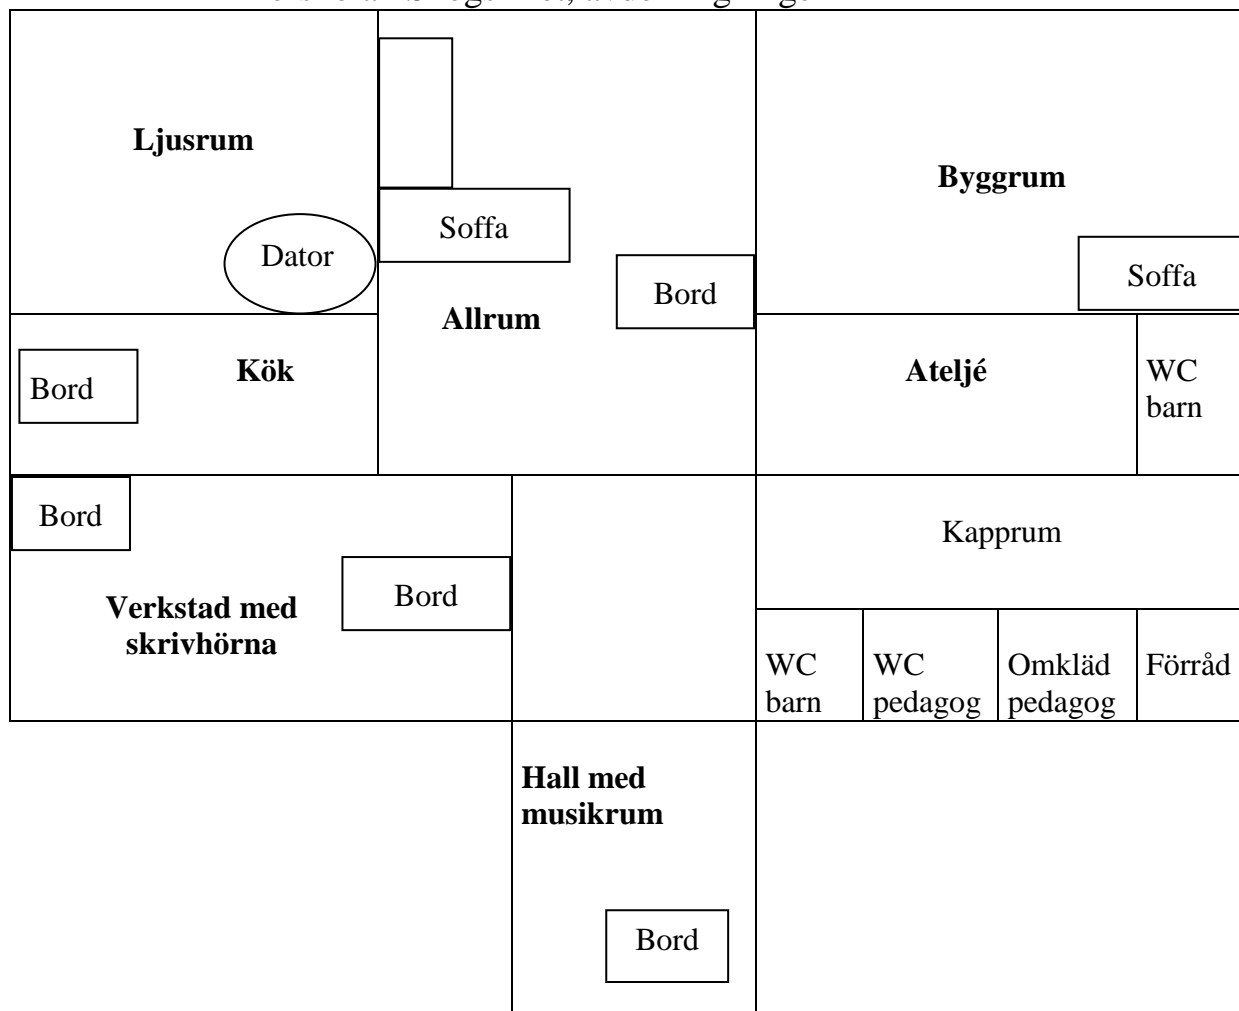 Ljusrum
Byggrum
Soffa
Dator
Soffa
Bord
Allrum
Kök
Bord
Ateljé
WC
barn
Bord
Kapprum
Bord
Verkstad med
skrivhörna
WC
barn
WC
pedagog
Omkläd
pedagog
Förråd
Hall med
musikrum
Bord